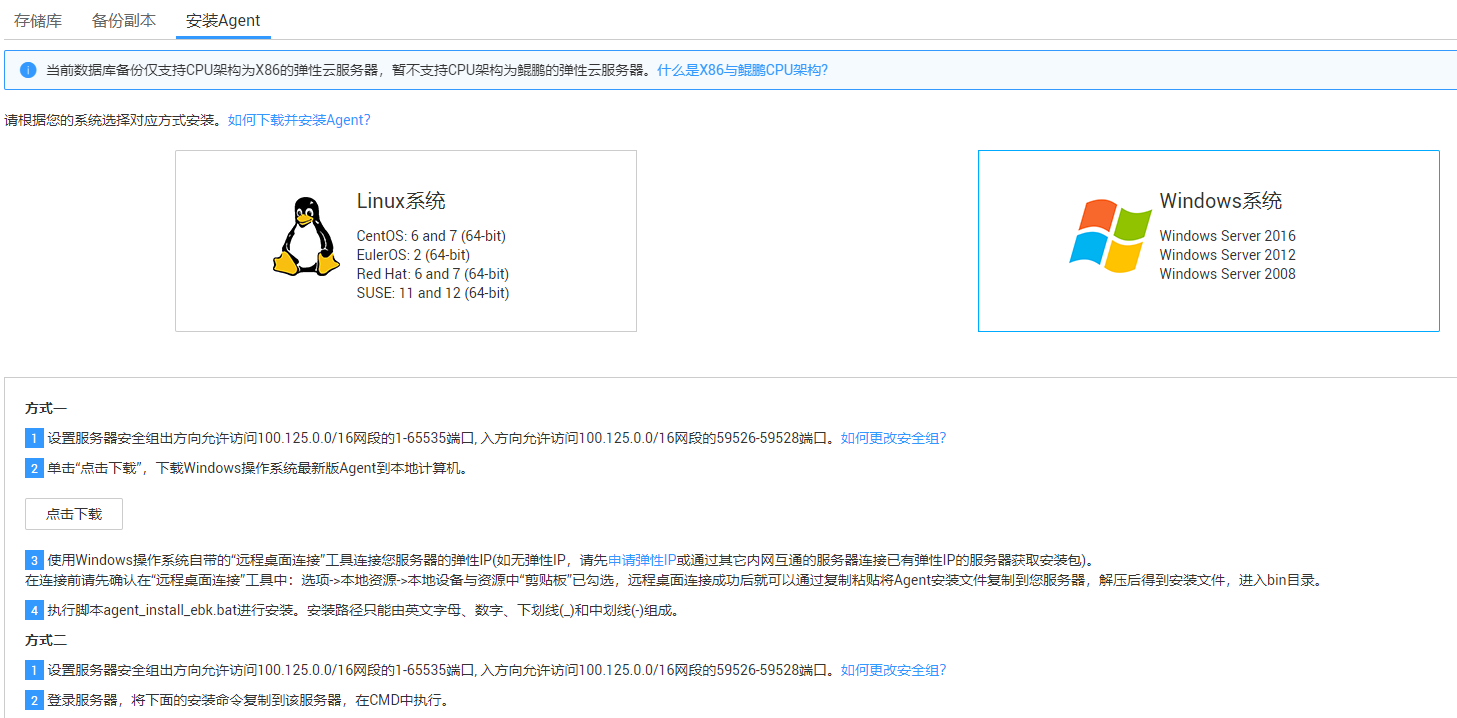 存储库 备份副本 安装Agent
当前数据库备份仅支持CPU架构为X86的弹性云服务器，暂不支持CPU架构为鲲鹏的弹性云服务器。什么是X86与鲲鹏CPU架构?
请根据您的系统选择对应方式安装。如何下载并安装Agent?
Linux系统
CentOS: 6 and 7 (64-bit)
EulerOS: 2 (64-bit)
Red Hat: 6 and 7 (64-bit)
SUSE: 11 and 12 (64-bit)
Windows系统
Windows Server 2016
Windows Server 2012
Windows Server 2008
方式一
1 设置服务器安全组出方向允许访问100.125.0.0/16网段的1-65535端口, 入方向允许访问100.125.0.0/16网段的59526-59528端口。如何更改安全组?
2 单击“点击下载”，下载Windows操作系统最新版Agent到本地计算机。
点击下载
3 使用Windows操作系统自带的“远程桌面连接”工具连接您服务器的弹性IP(如无弹性IP，请先申请弹性IP或通过其它内网互通的服务器连接已有弹性IP的服务器获取安装包)。
在连接前请先确认在“远程桌面连接”工具中：选项->本地资源->本地设备与资源中“剪贴板”已勾选，远程桌面连接成功后就可以通过复制粘贴将Agent安装文件复制到您服务器，解压后得到安装文件，进入bin目录。
4 执行脚本agent_install_ebk.bat进行安装。安装路径只能由英文字母、数字、下划线(_)和中划线(-)组成。
方式二
1 设置服务器安全组出方向允许访问100.125.0.0/16网段的1-65535端口, 入方向允许访问100.125.0.0/16网段的59526-59528端口。如何更改安全组?
2 登录服务器，将下面的安装命令复制到该服务器，在CMD中执行。